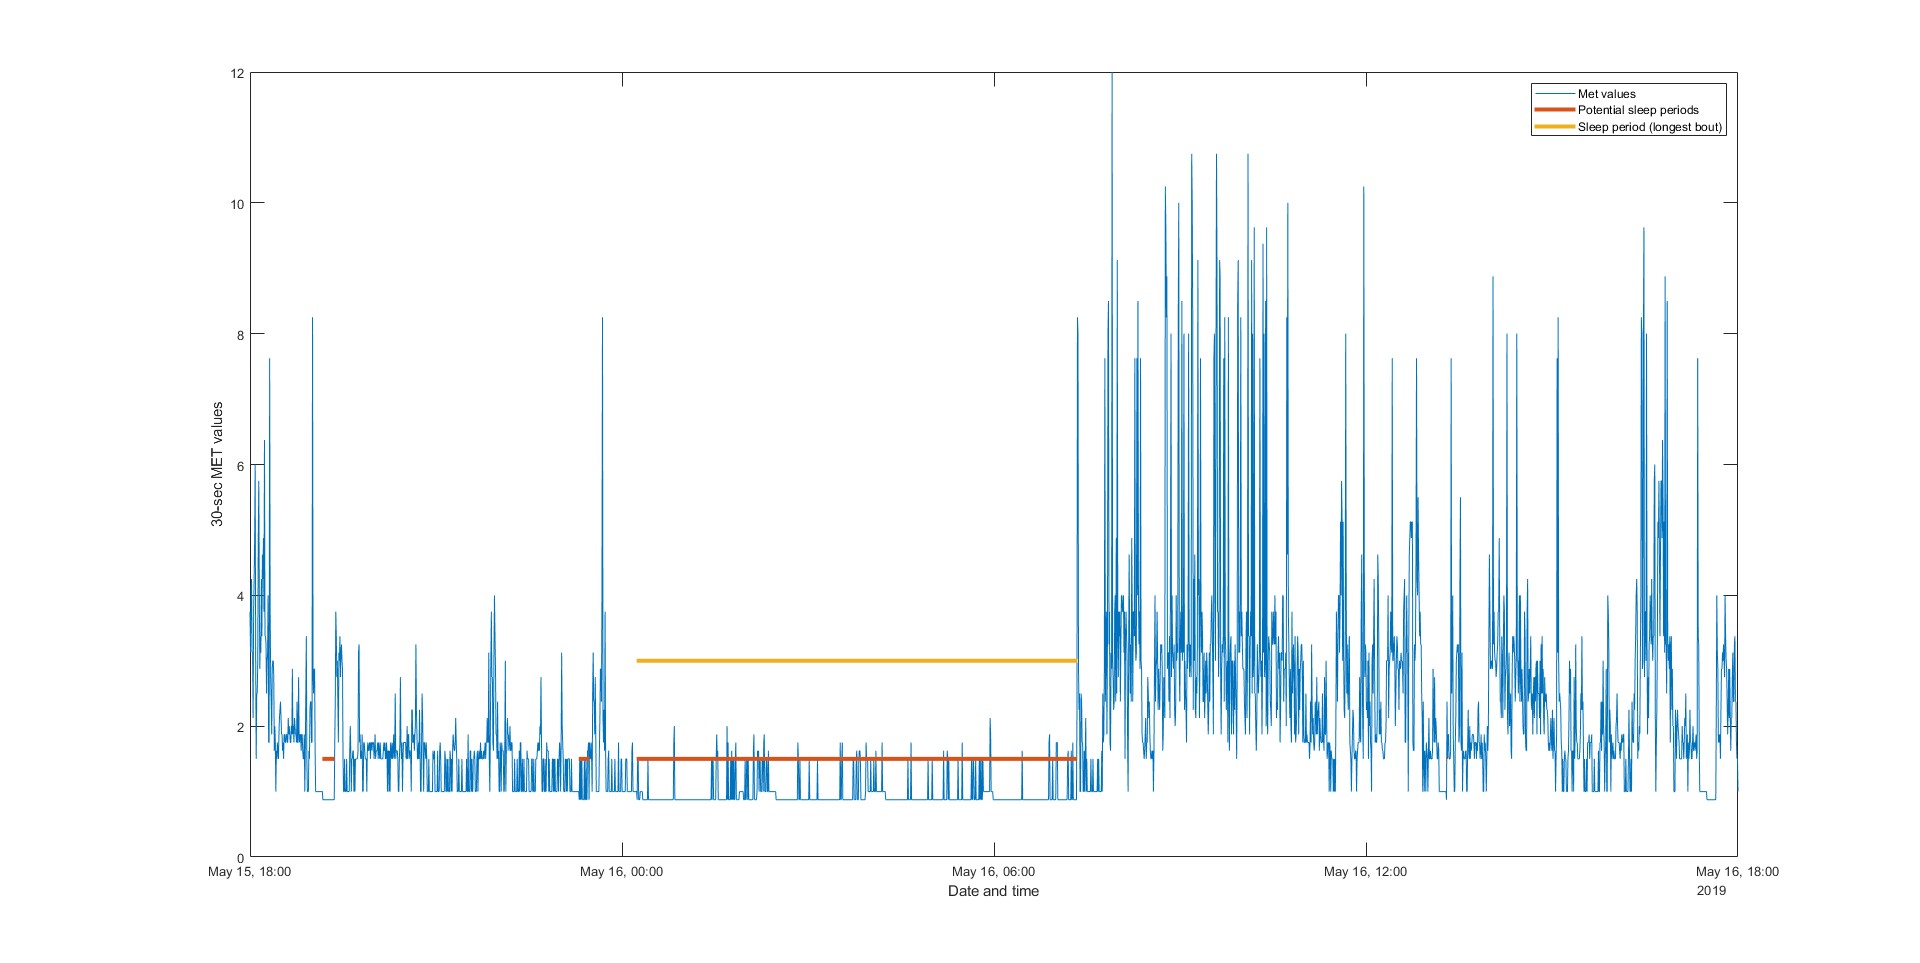 12
10
8
6
4
2
0
30-sec MET values
Met values
Potential sleep periods
Sleep period (longest bout)
May 15, 18:00
May 16, 00:00
May 16, 06:00
May 16, 12:00
May 16, 18:00
Date and time
2019